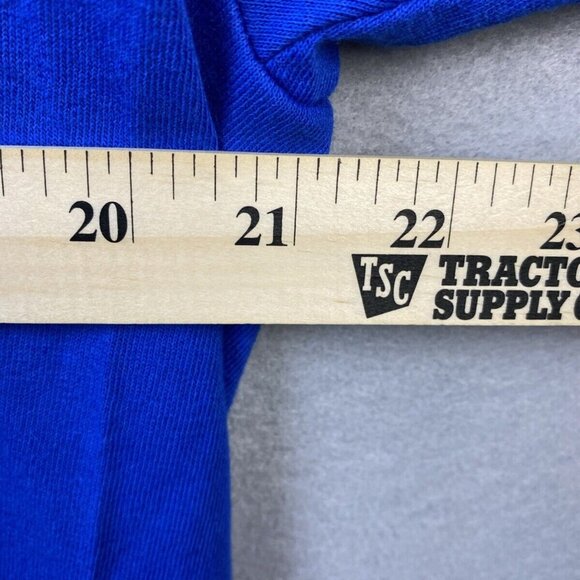 20 21 22 23
TSC TRACTO
SUPPLY C